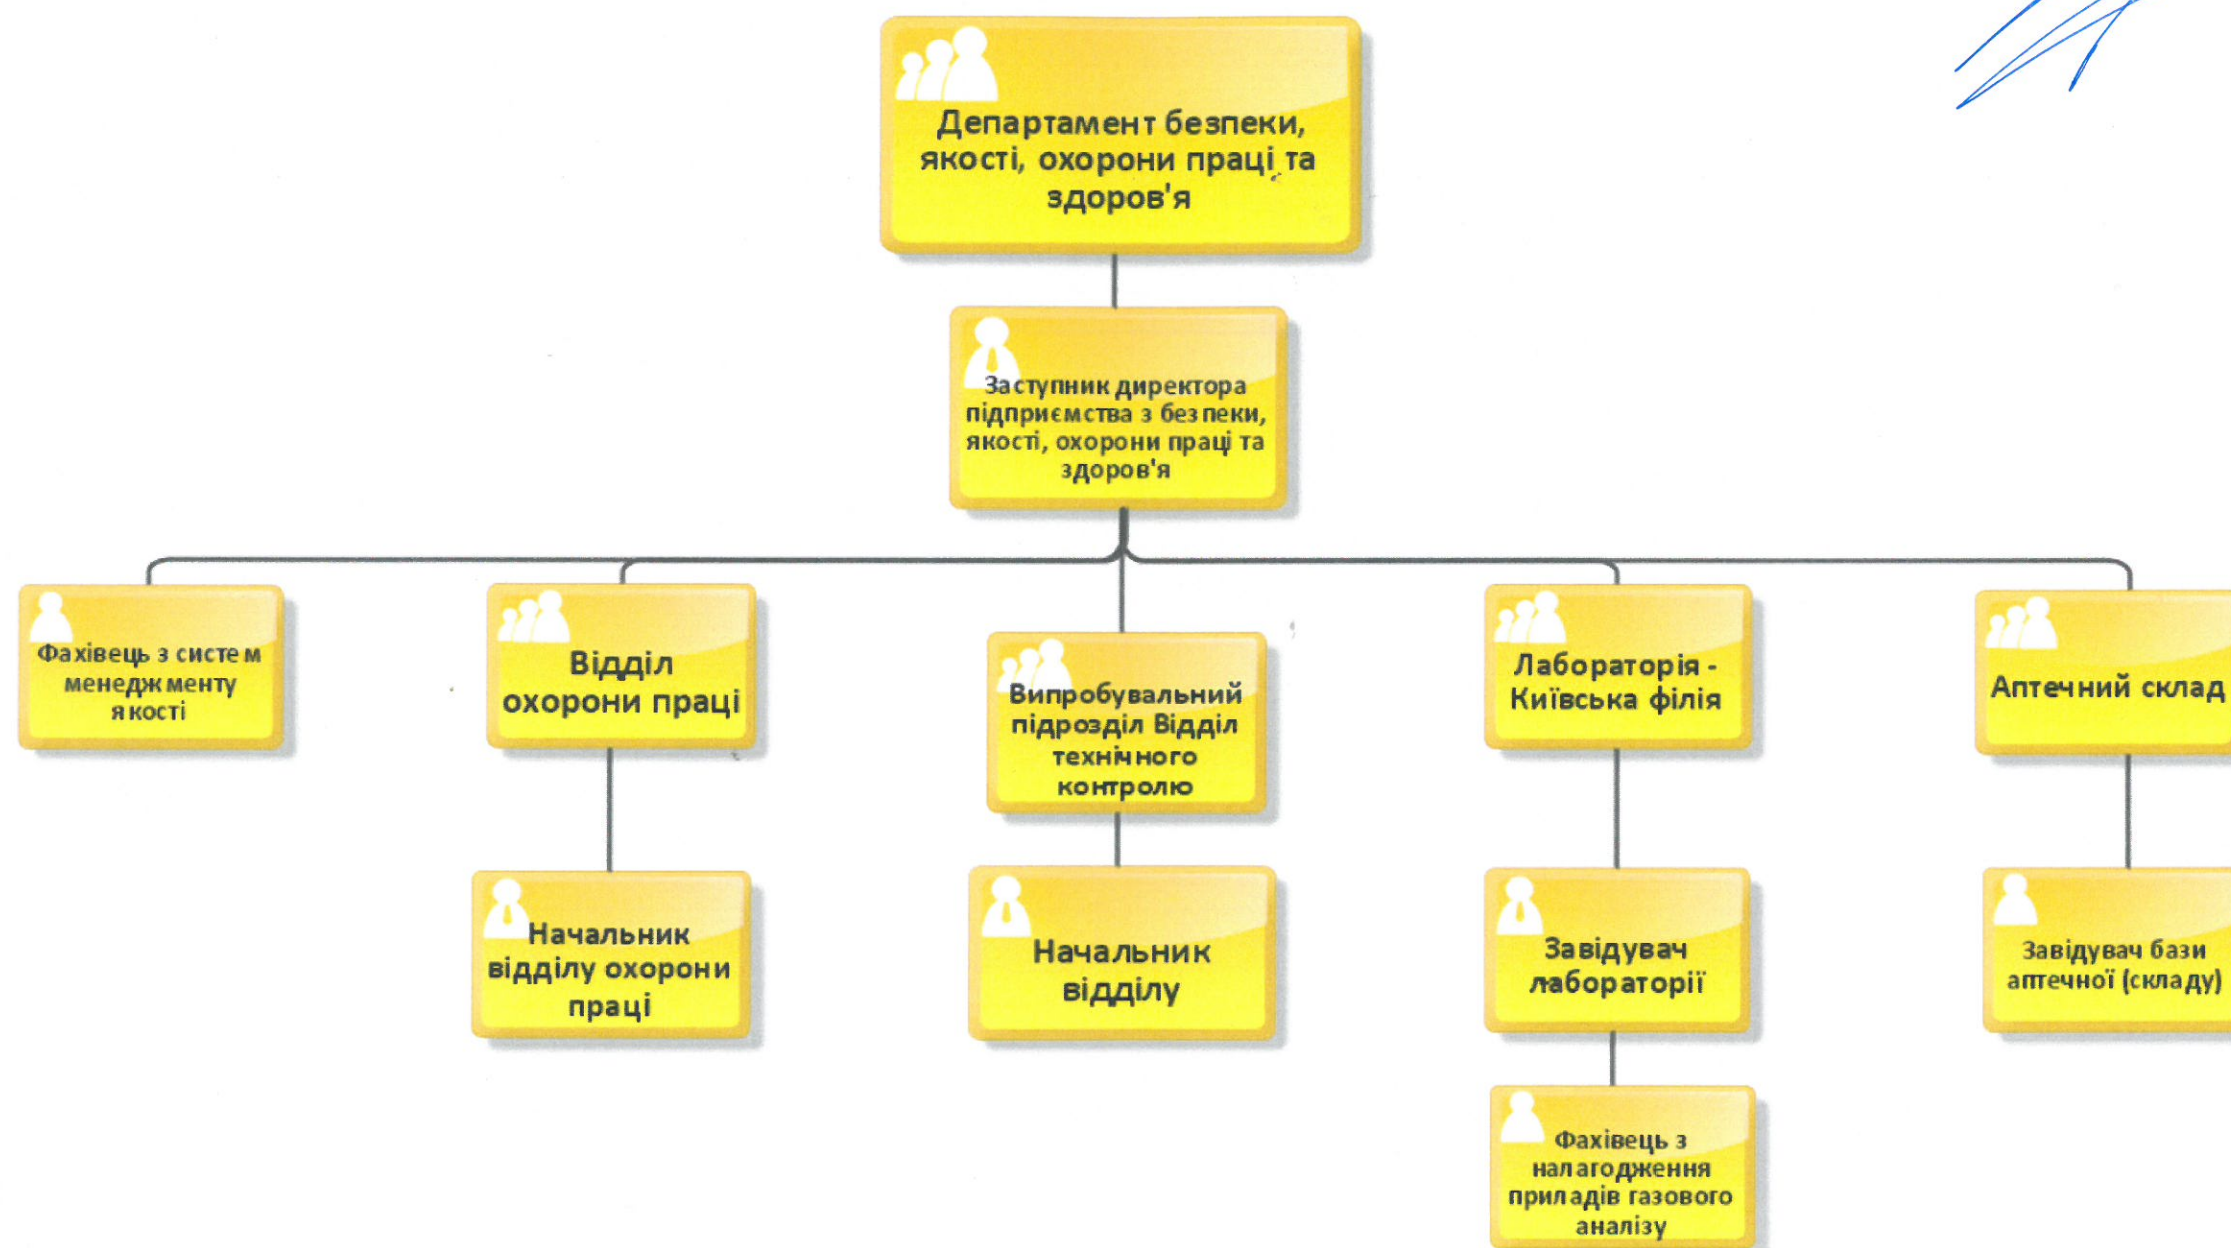 Департамент безпеки,
якості, охорони праці та
здоров'я
Заступник директора
підприємства з безпеки,
якості, охорони праці та
здоров'я
Фахівець з систем
менеджменту
якості
Відділ
охорони праці
Випробувальний
підрозділ Відділ
технічного
контролю
Лабораторія -
Київська філія
Аптечний склад
Начальник
відділу охорони
праці
Начальник
відділу
Завідувач
лабораторії
Завідувач бази
аптечної (складу)
Фахівець з
налагодження
приладів газового
аналізу